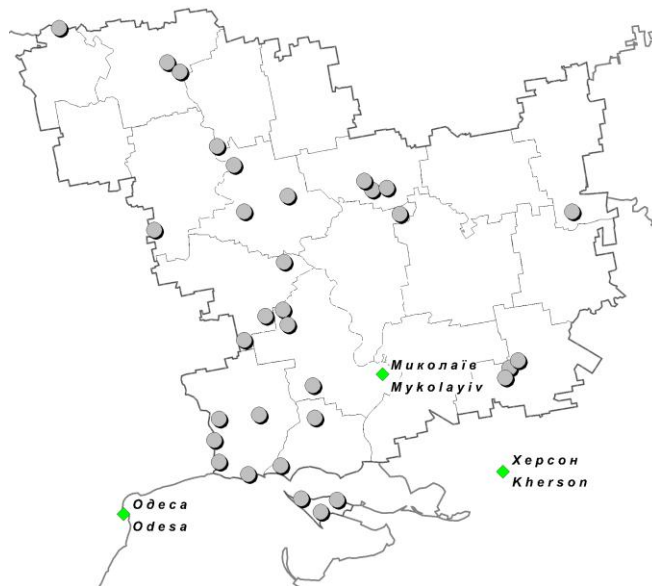 Миколаїв
Mykolayiv
Херсон
Kherson
Одеса
Odesa